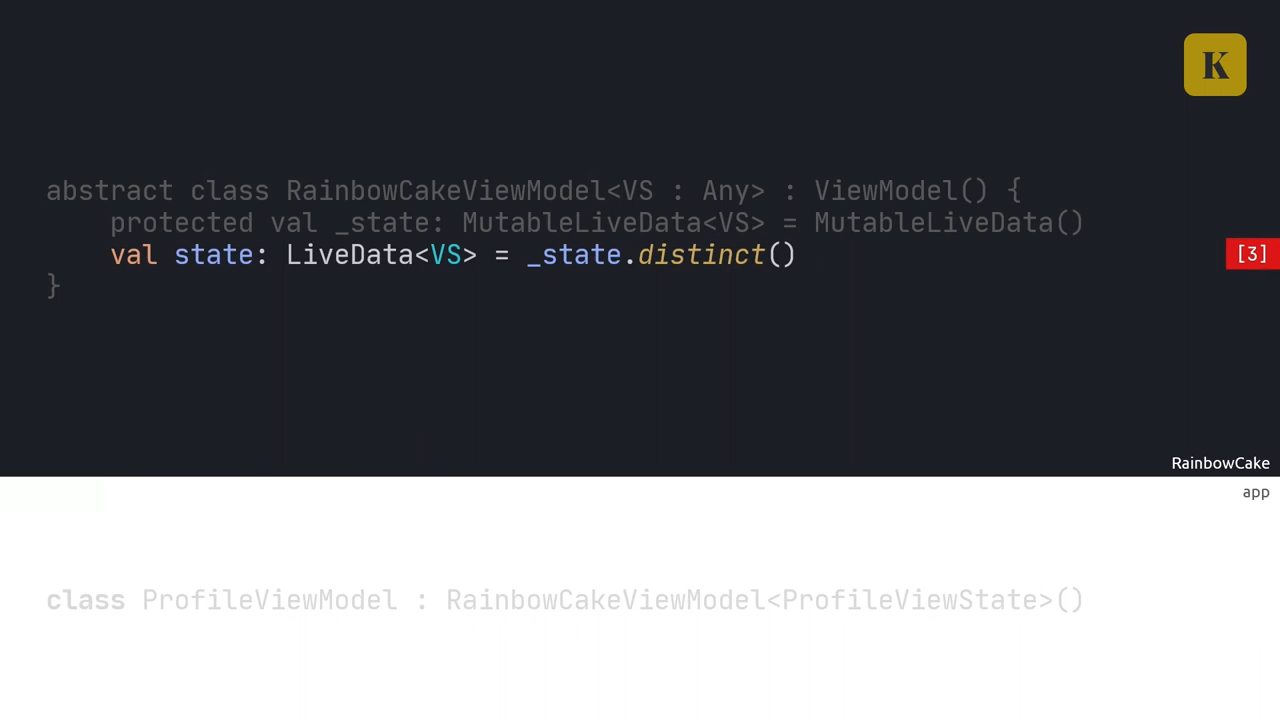 K
abstract class RainbowCakeViewModel<VS : Any> : ViewModel() {
    protected val _state: MutableLiveData<VS> = MutableLiveData()
    val state: LiveData<VS> = _state.distinct()
[3]
}
RainbowCake
app
class ProfileViewModel : RainbowCakeViewModel<ProfileViewState>()